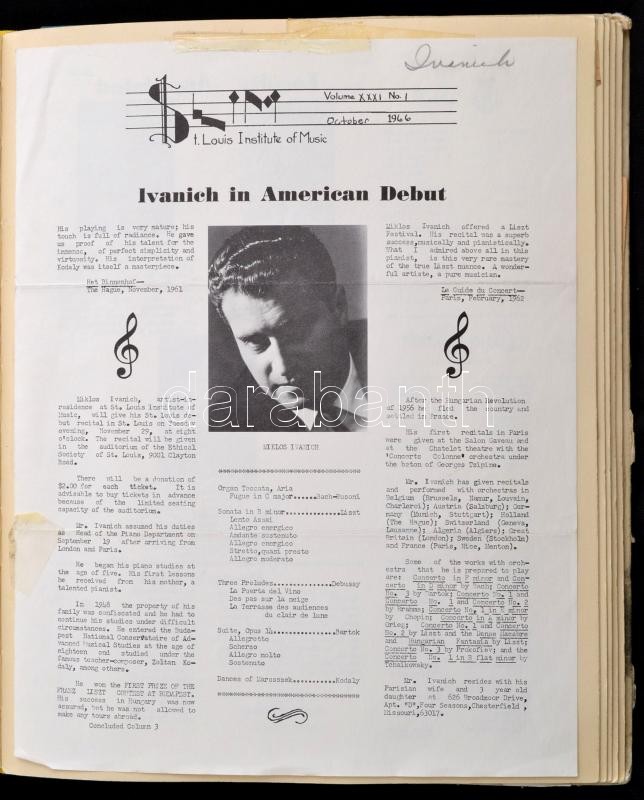 Ivanich
SLIM
Volume XXXI No. 1
October 1966
St. Louis Institute of Music
Ivanich in American Debut
His playing is very mature; his
touch is full of radiance. He gave
us proof of his talent for the
immense, of perfect simplicity and
virtuosity. His interpretation of
Kodaly was itself a masterpiece.
Het Binnenhof—
The Hague, November, 1961
Miklos Ivanich, artist-in-
residence at St. Louis Institute of
Music, will give his St. Louis de-
but recital in St. Louis on Tuesday
evening, November 29, at eight
o'clock. The recital will be given
in the auditorium of the Ethical
Society of St. Louis, 9001 Clayton
Road.
There will be a donation of
$2.00 for each ticket. It is
advisable to buy tickets in advance
because of the limited seating
capacity of the auditorium.
Mr. Ivanich assumed his duties
as Head of the Piano Department on
September 19 after arriving from
London and Paris.
He began his piano studies at
the age of five. His first lessons
he received from his mother, a
talented pianist.
In 1948 the property of his
family was confiscated and he had to
continue his studies under difficult
circumstances. He entered the Buda-
pest National Conservatoire of Ad-
vanced Musical Studies at the age of
eighteen and studied under the
famous teacher-composer, Zoltan Ko-
daly, among others.
He won the FIRST PRIZE OF THE
FRANZ LISZT CONTEST AT BUDAPEST.
His success in Hungary was now
assured, but he was not allowed to
make any tours abroad.
Concluded Column 3
MIKLOS IVANICH
Organ Toccata, Aria
Fugue in C major.....Bach-Busoni
Sonata in B minor............Liszt
Lento Assai
Allegro energico
Andante sostenuto
Allegro energico
Stretto, quasi presto
Allegro moderato
Three Preludes............Debussy
La Puerta del Vino
Des pas sur la neige
La Terrasse des audiences
du clair de lune
Suite, Opus 14.............Bartok
Allegretto
Scherzo
Allegro molto
Sostenuto
Dances of Marosszek.........Kodaly
Miklos Ivanich offered a Liszt
Festival. His recital was a superb
success, musically and pianistically.
What I admired above all in this
pianist, is this very rare mastery
of the true Liszt nuance. A wonder-
ful artiste, a pure musician.
Le Guide du Concert—
Paris, February, 1962
After the Hungarian Revolution
of 1956 he fled the country and
settled in France.
His first recitals in Paris
were given at the Salon Gaveau and
at the Chatelet theatre with the
"Concerts Colonne" orchestra under
the baton of Georges Tzipine.
Mr. Ivanich has given recitals
and performed with orchestras in
Belgium (Brussels, Namur, Louvain,
Charleroi); Austria (Salzburg); Ger-
many (Munich, Stuttgart); Holland
(The Hague); Switzerland (Geneva,
Lausanne); Algeria (Algiers); Great
Britain (London); Sweden (Stockholm)
and France (Paris, Nice, Menton).
Some of the works with orche-
stra that he is prepared to play
are: Concerto in F minor and Con-
certo in D minor by Bach; Concerto
No. 3 by Bartok; Concerto No. 1 and
Concerto No. 1 and Concerto No. 2
by Brahms; Concerto No. 1 in E minor
by Chopin; Concerto in A minor by
Grieg; Concerto No. 1 and Concerto
No. 2 by Liszt and the Danse Macabre
and Hungarian Fantasia by Liszt;
Concerto No. 3 by Prokofiev; and the
Concerto No. 1 in B flat minor by
Tchaikowsky.
Mr. Ivanich resides with his
Parisian wife and 3 year old
daughter at 626 Broadmoor Drive,
Apt. "D", Four Seasons, Chesterfield,
Missouri, 63017.
darabanth